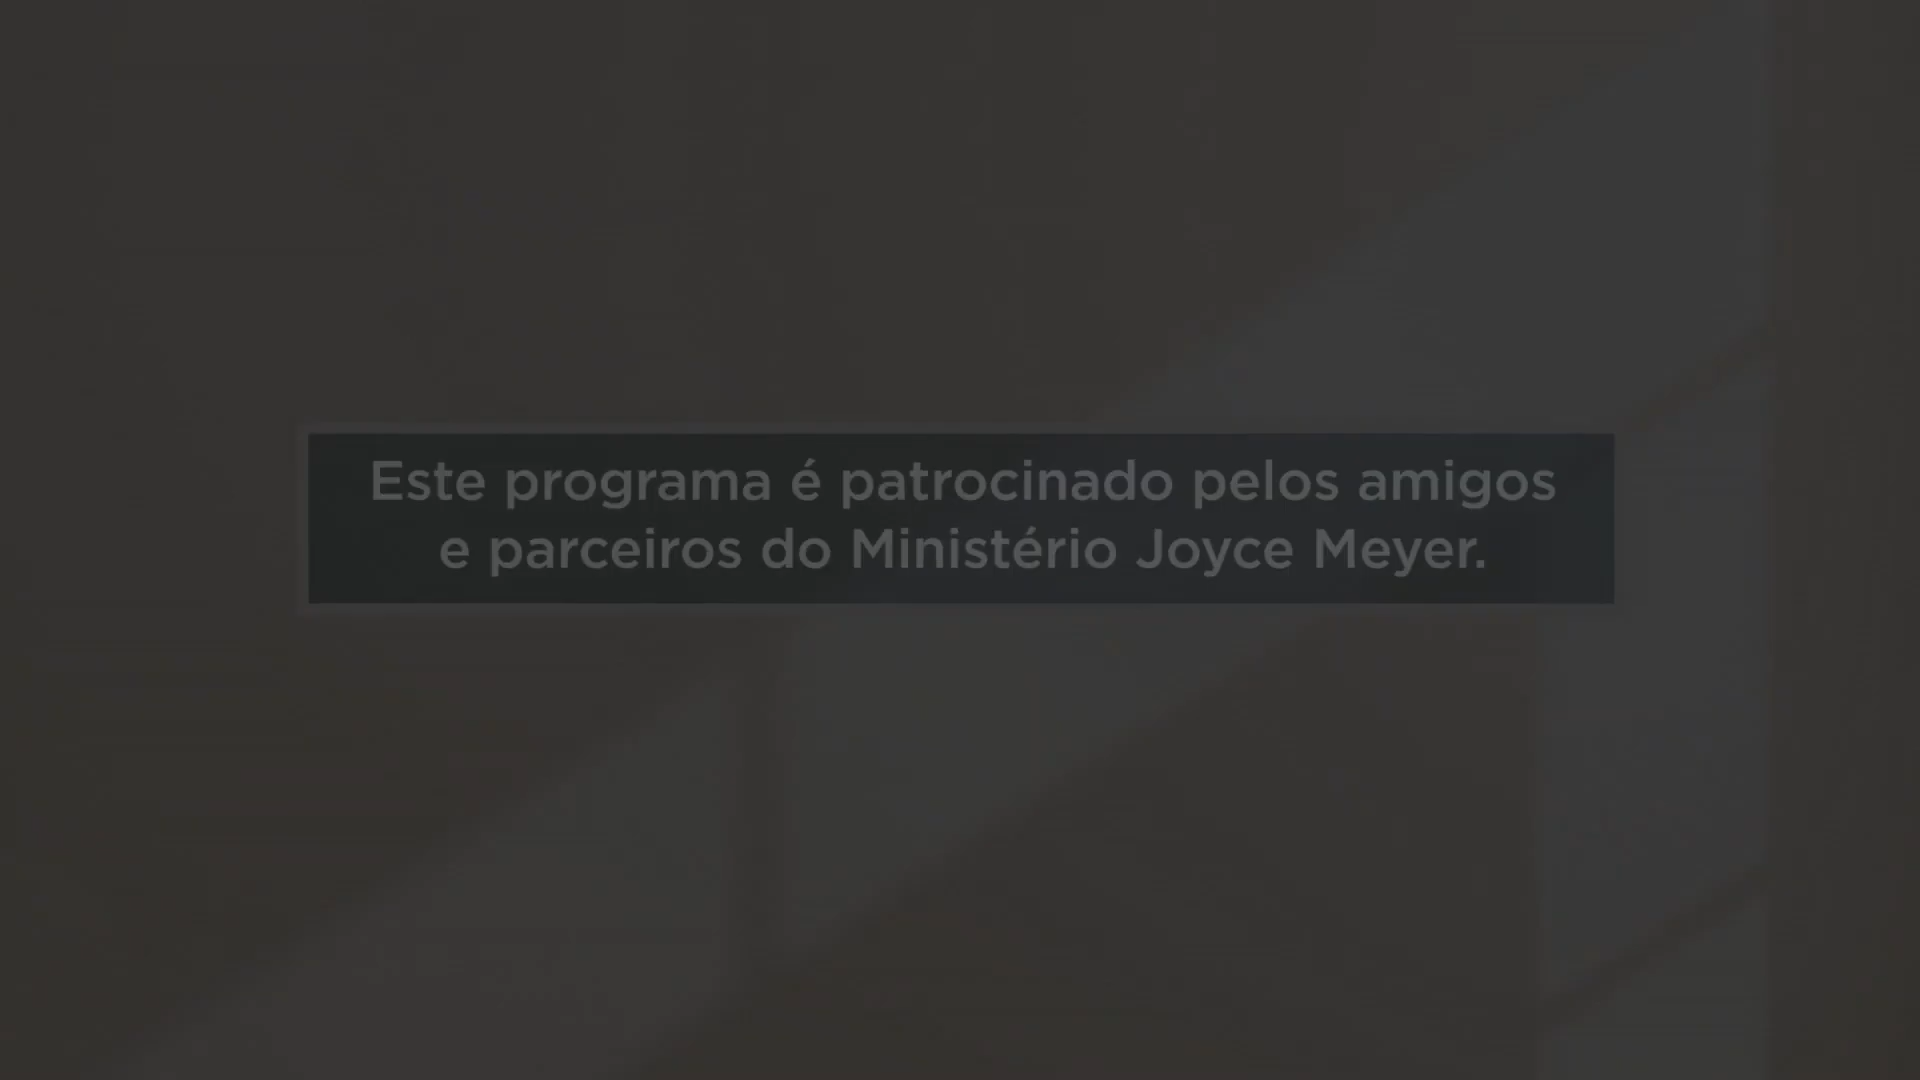 Este programa é patrocinado pelos amigos
e parceiros do Ministério Joyce Meyer.